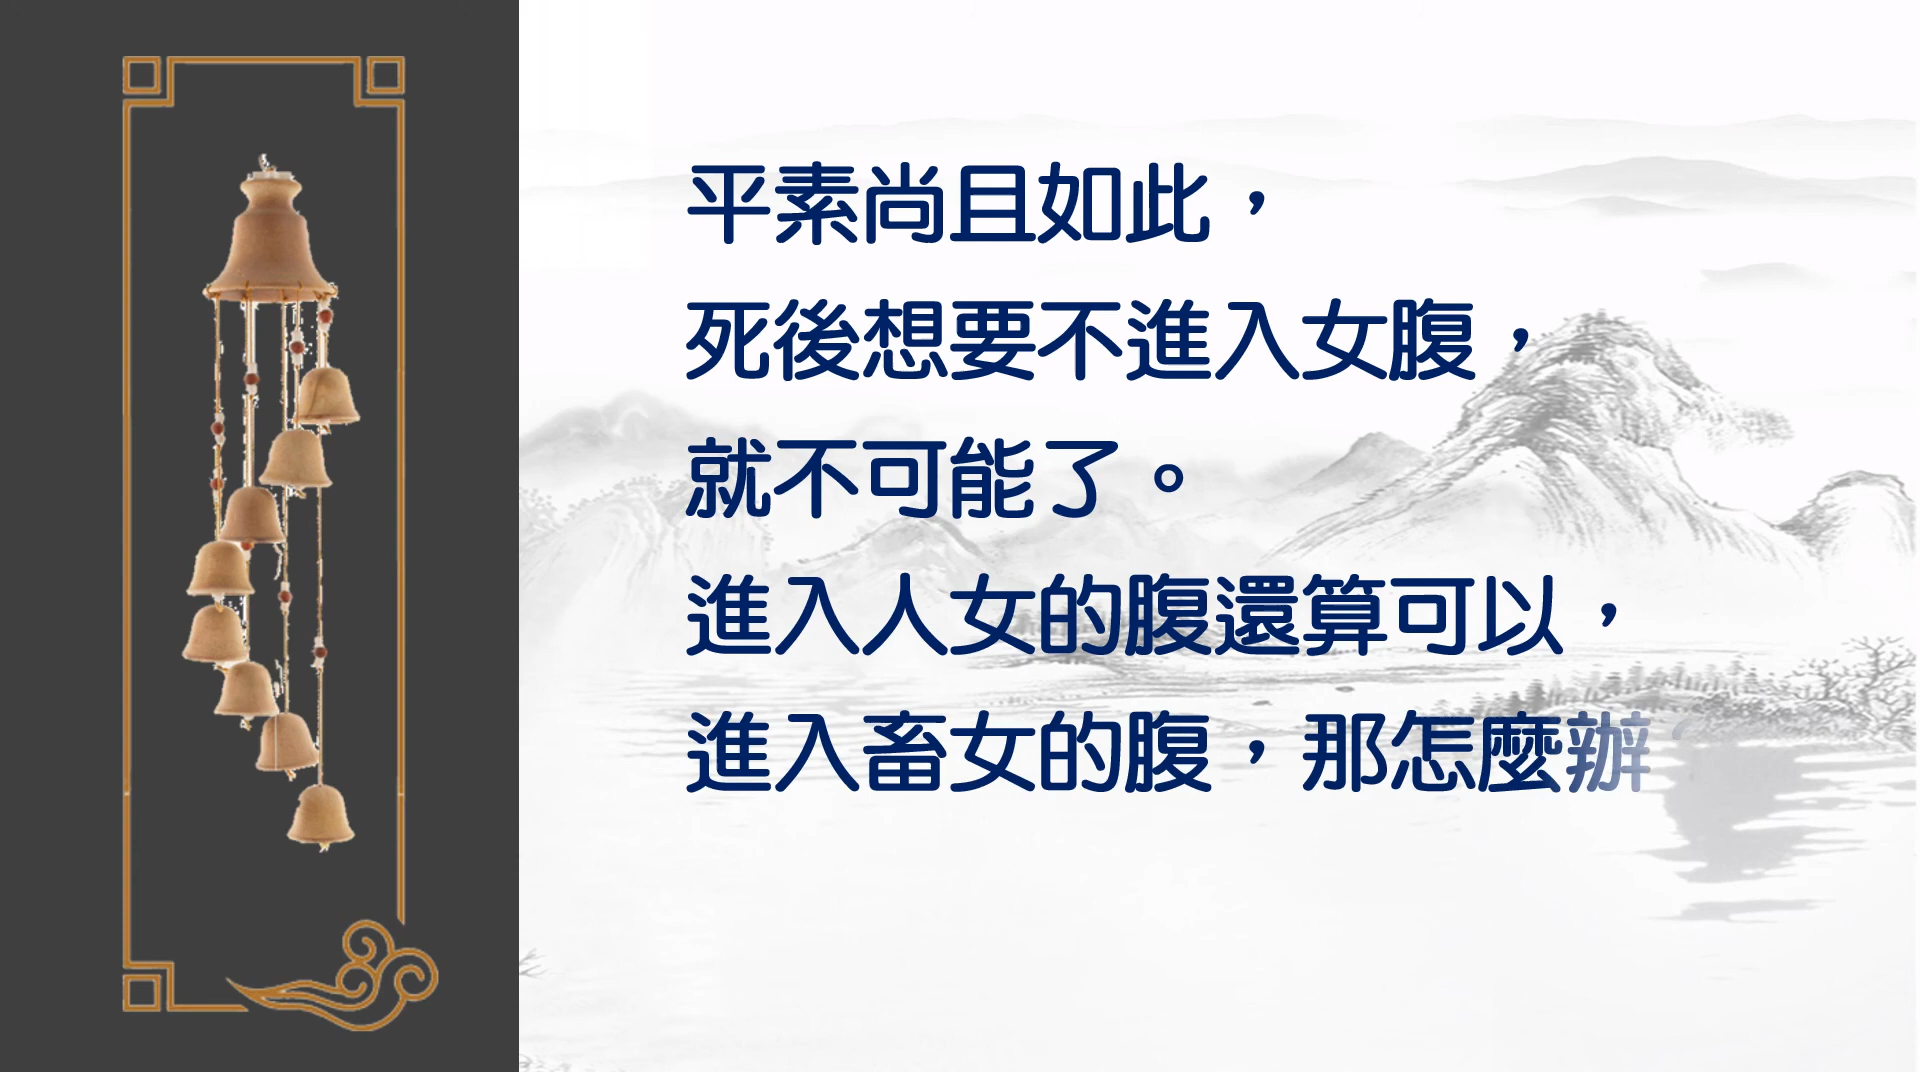 平素尚且如此，
死後想要不進入女腹，
就不可能了。
進入人女的腹還算可以，
進入畜女的腹，那怎麼辦